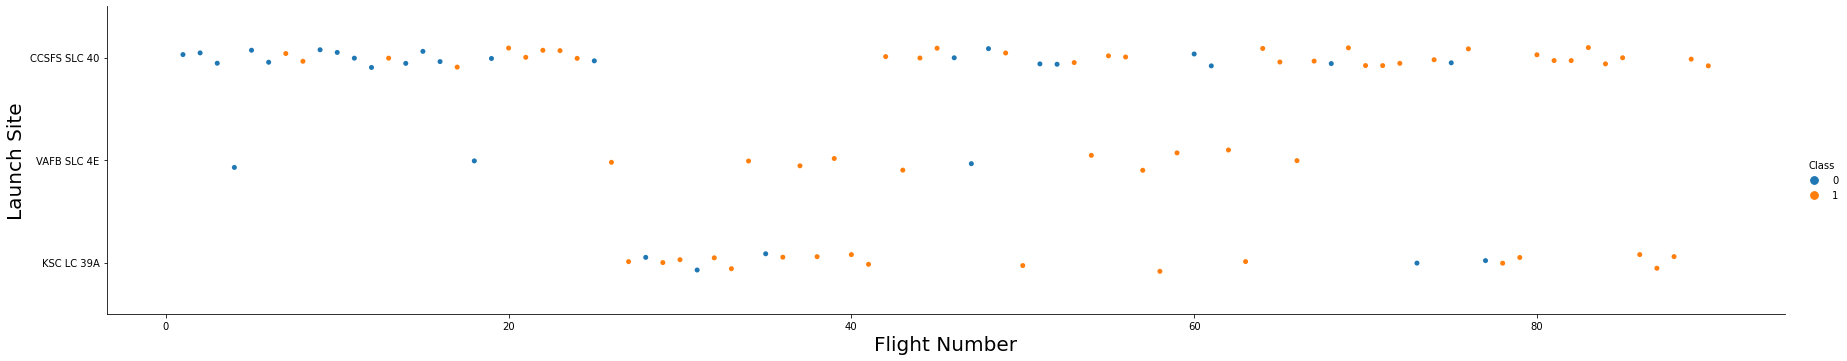 Launch Site
CCSFS SLC 40
VAFB SLC 4E
KSC LC 39A
0 20 40 60 80
Flight Number
Class
0
1